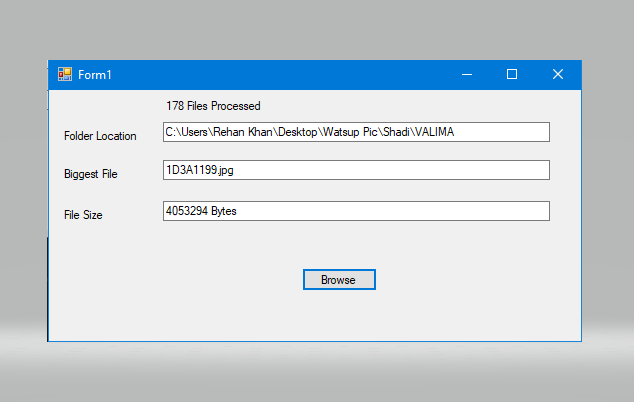 Form1
178 Files Processed
Folder Location C:\Users\Rehan Khan\Desktop\Watsup Pic\Shadi\VALIMA
Biggest File 1D3A1199.jpg
File Size 4053294 Bytes
Browse